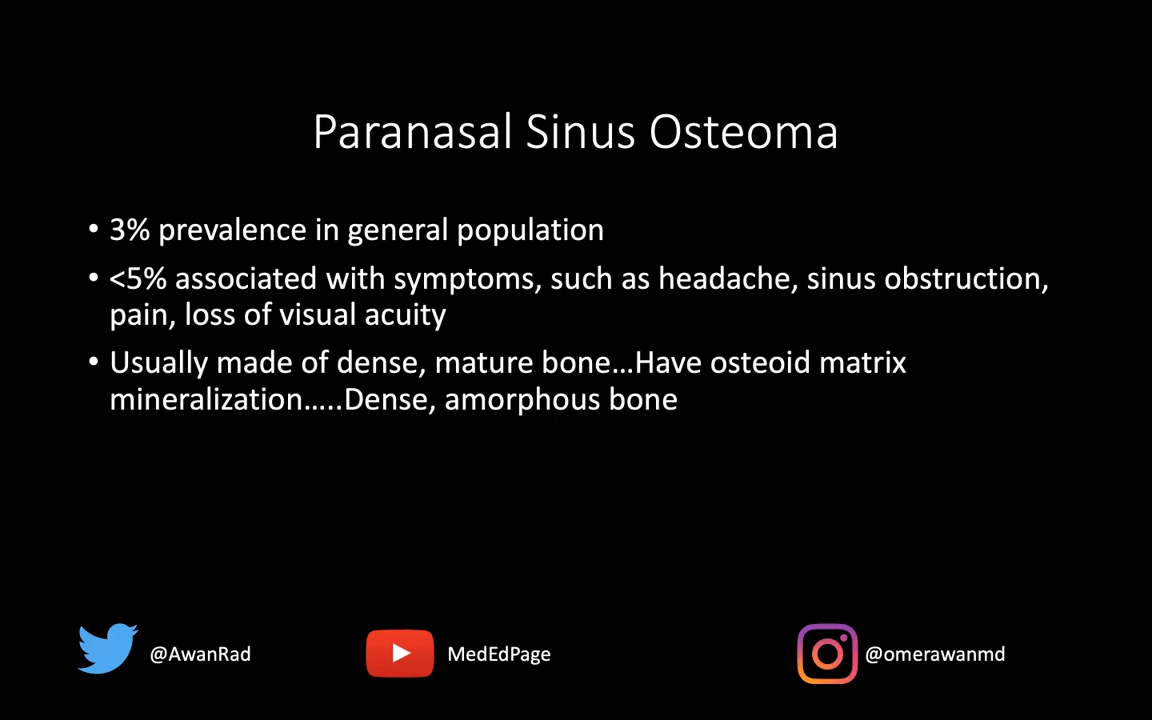 Paranasal Sinus Osteoma
• 3% prevalence in general population
• <5% associated with symptoms, such as headache, sinus obstruction,
pain, loss of visual acuity
• Usually made of dense, mature bone...Have osteoid matrix
mineralization.....Dense, amorphous bone
@AwanRad
MedEdPage
@omerawanmd